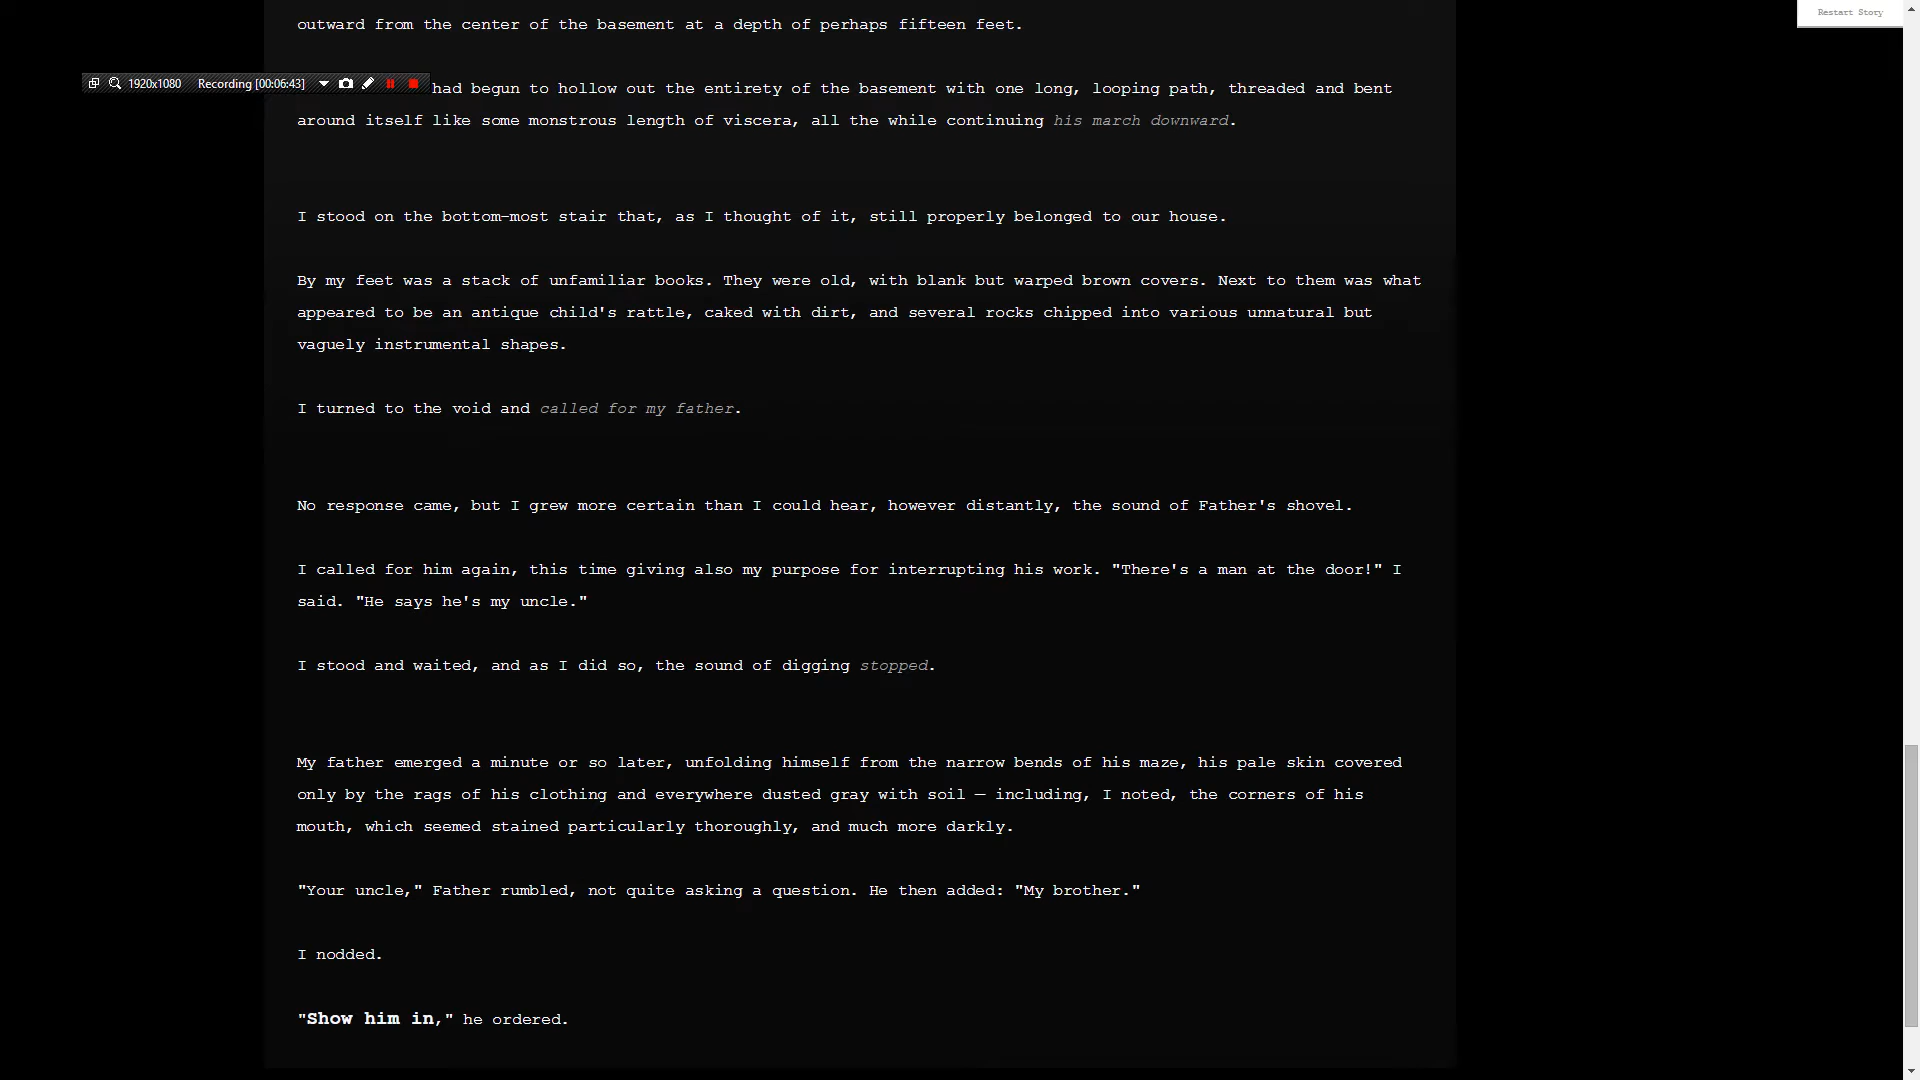 outward from the center of the basement at a depth of perhaps fifteen feet.
Restart Story
1920x1080 Recording [00:06:43]
had begun to hollow out the entirety of the basement with one long, looping path, threaded and bent
around itself like some monstrous length of viscera, all the while continuing his march downward.
I stood on the bottom-most stair that, as I thought of it, still properly belonged to our house.
By my feet was a stack of unfamiliar books. They were old, with blank but warped brown covers. Next to them was what
appeared to be an antique child's rattle, caked with dirt, and several rocks chipped into various unnatural but
vaguely instrumental shapes.
I turned to the void and called for my father.
No response came, but I grew more certain than I could hear, however distantly, the sound of Father's shovel.
I called for him again, this time giving also my purpose for interrupting his work. "There's a man at the door!" I
said. "He says he's my uncle."
I stood and waited, and as I did so, the sound of digging stopped.
My father emerged a minute or so later, unfolding himself from the narrow bends of his maze, his pale skin covered
only by the rags of his clothing and everywhere dusted gray with soil — including, I noted, the corners of his
mouth, which seemed stained particularly thoroughly, and much more darkly.
"Your uncle," Father rumbled, not quite asking a question. He then added: "My brother."
I nodded.
"Show him in," he ordered.